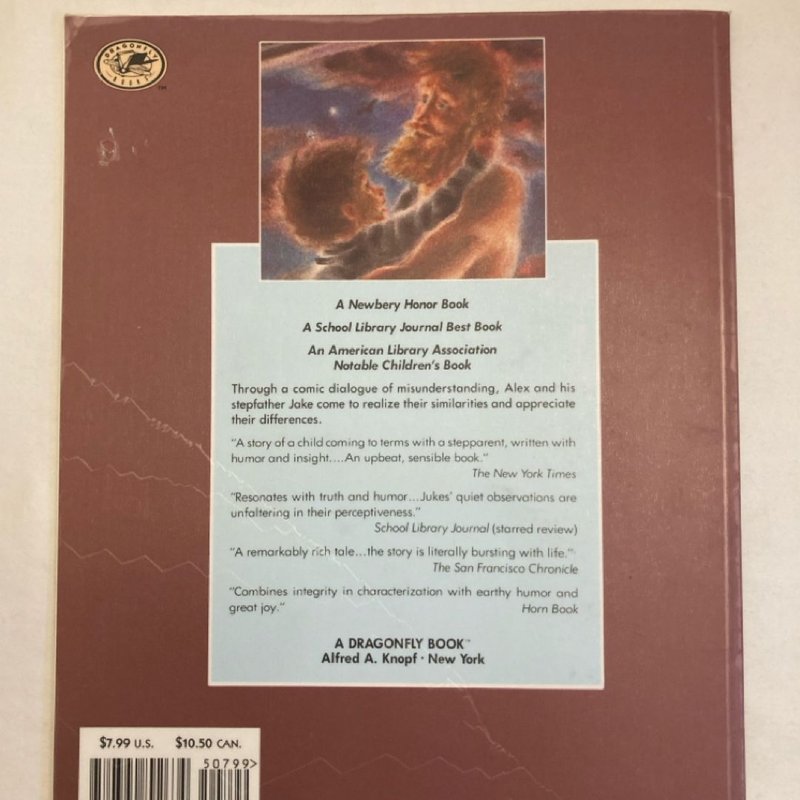 DRAGONFLY
BOOKS
™
A Newbery Honor Book
A School Library Journal Best Book
An American Library Association
Notable Children's Book
Through a comic dialogue of misunderstanding, Alex and his
stepfather Jake come to realize their similarities and appreciate
their differences.
"A story of a child coming to terms with a stepparent, written with
humor and insight....An upbeat, sensible book."
The New York Times
"Resonates with truth and humor...Jukes' quiet observations are
unfaltering in their perceptiveness."
School Library Journal (starred review)
"A remarkably rich tale...the story is literally bursting with life."
The San Francisco Chronicle
"Combines integrity in characterization with earthy humor and
great joy." Horn Book
A DRAGONFLY BOOK™
Alfred A. Knopf · New York
$7.99 U.S. $10.50 CAN.
50799>